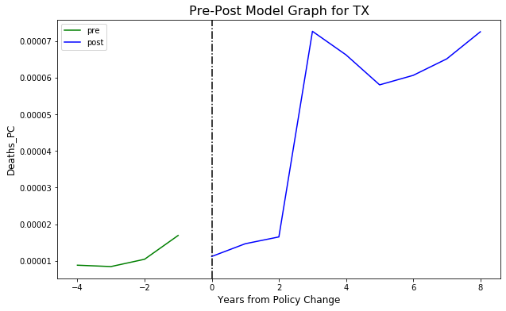 Pre-Post Model Graph for TX
pre
post
0.00007
0.00006
0.00005
0.00004
0.00003
0.00002
0.00001
Deaths_PC
−4
−2
0
2
4
6
8
Years from Policy Change